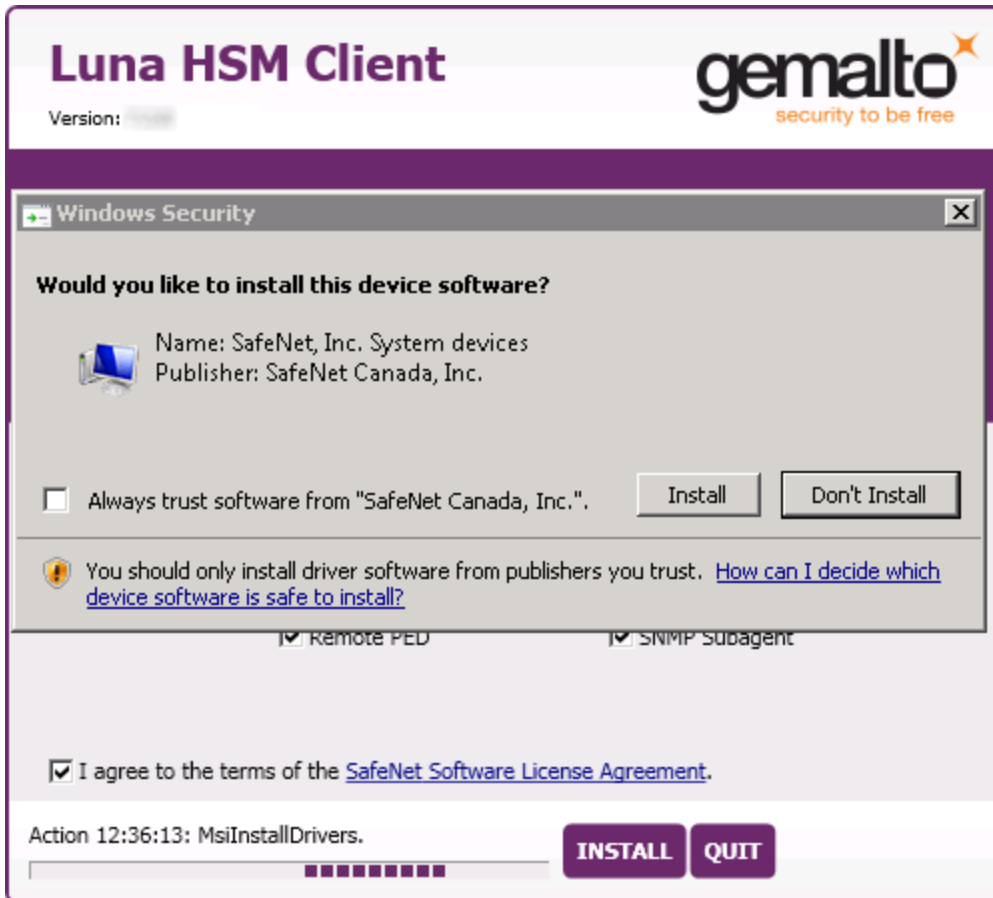 Luna HSM Client
Version:
gemalto
security to be free
Windows Security
Would you like to install this device software?
Name: SafeNet, Inc. System devices
Publisher: SafeNet Canada, Inc.
Always trust software from "SafeNet Canada, Inc.".
Install
Don't Install
You should only install driver software from publishers you trust. How can I decide which
device software is safe to install?
Remote PED
SNMP Subagent
I agree to the terms of the SafeNet Software License Agreement.
Action 12:36:13: MsiInstallDrivers.
INSTALL
QUIT